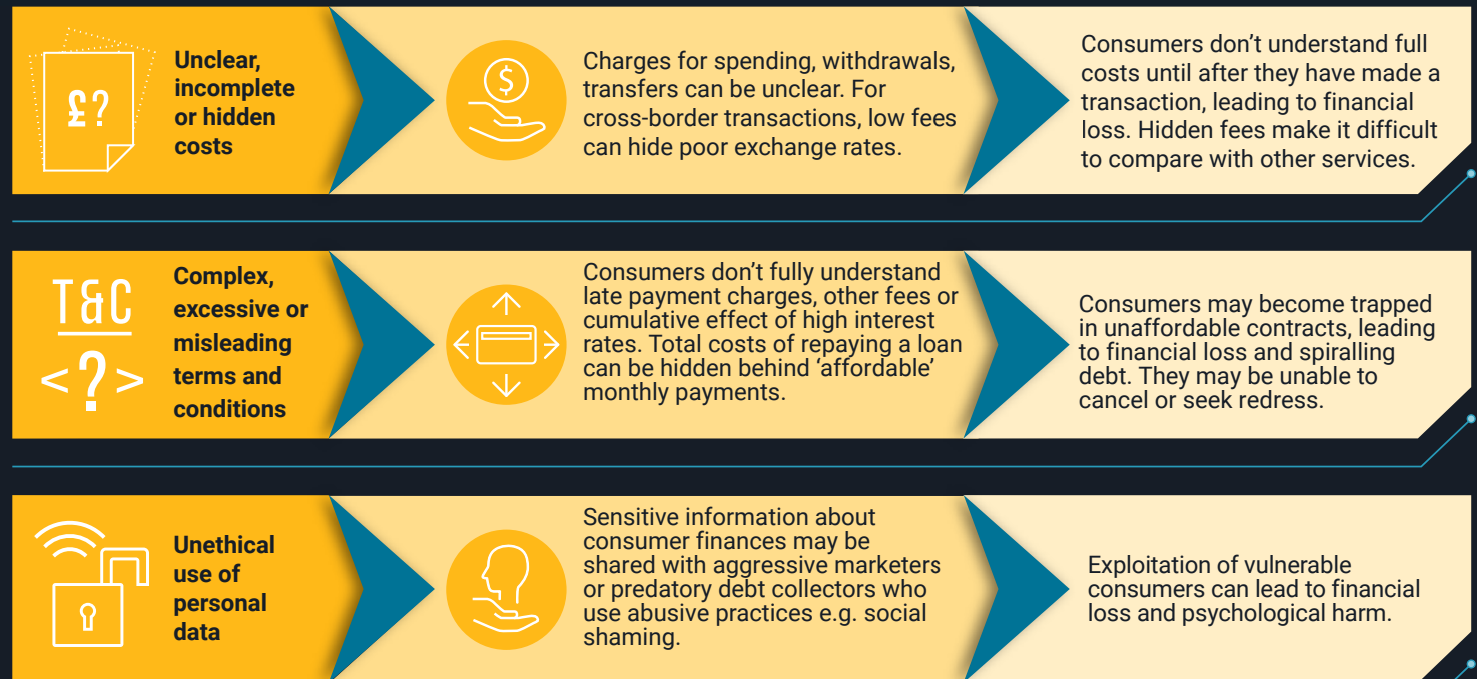 £?
Unclear,
incomplete
or hidden
costs
$
Charges for spending, withdrawals,
transfers can be unclear. For
cross-border transactions, low fees
can hide poor exchange rates.
Consumers don’t understand full
costs until after they have made a
transaction, leading to financial
loss. Hidden fees make it difficult
to compare with other services.
T&C
<?>
Complex,
excessive or
misleading
terms and
conditions
Consumers don’t fully understand
late payment charges, other fees or
cumulative effect of high interest
rates. Total costs of repaying a loan
can be hidden behind ‘affordable’
monthly payments.
Consumers may become trapped
in unaffordable contracts, leading
to financial loss and spiralling
debt. They may be unable to
cancel or seek redress.
Unethical
use of
personal
data
Sensitive information about
consumer finances may be
shared with aggressive marketers
or predatory debt collectors who
use abusive practices e.g. social
shaming.
Exploitation of vulnerable
consumers can lead to financial
loss and psychological harm.